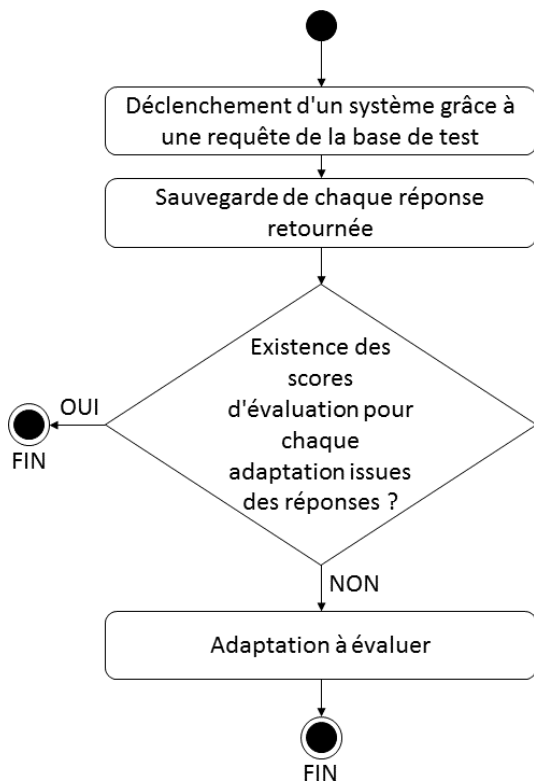 Déclenchement d'un système grâce à
une requête de la base de test
Sauvegarde de chaque réponse
retournée
Existence des
scores
d'évaluation pour
chaque
adaptation issues
des réponses ?
OUI
FIN
NON
Adaptation à évaluer
FIN